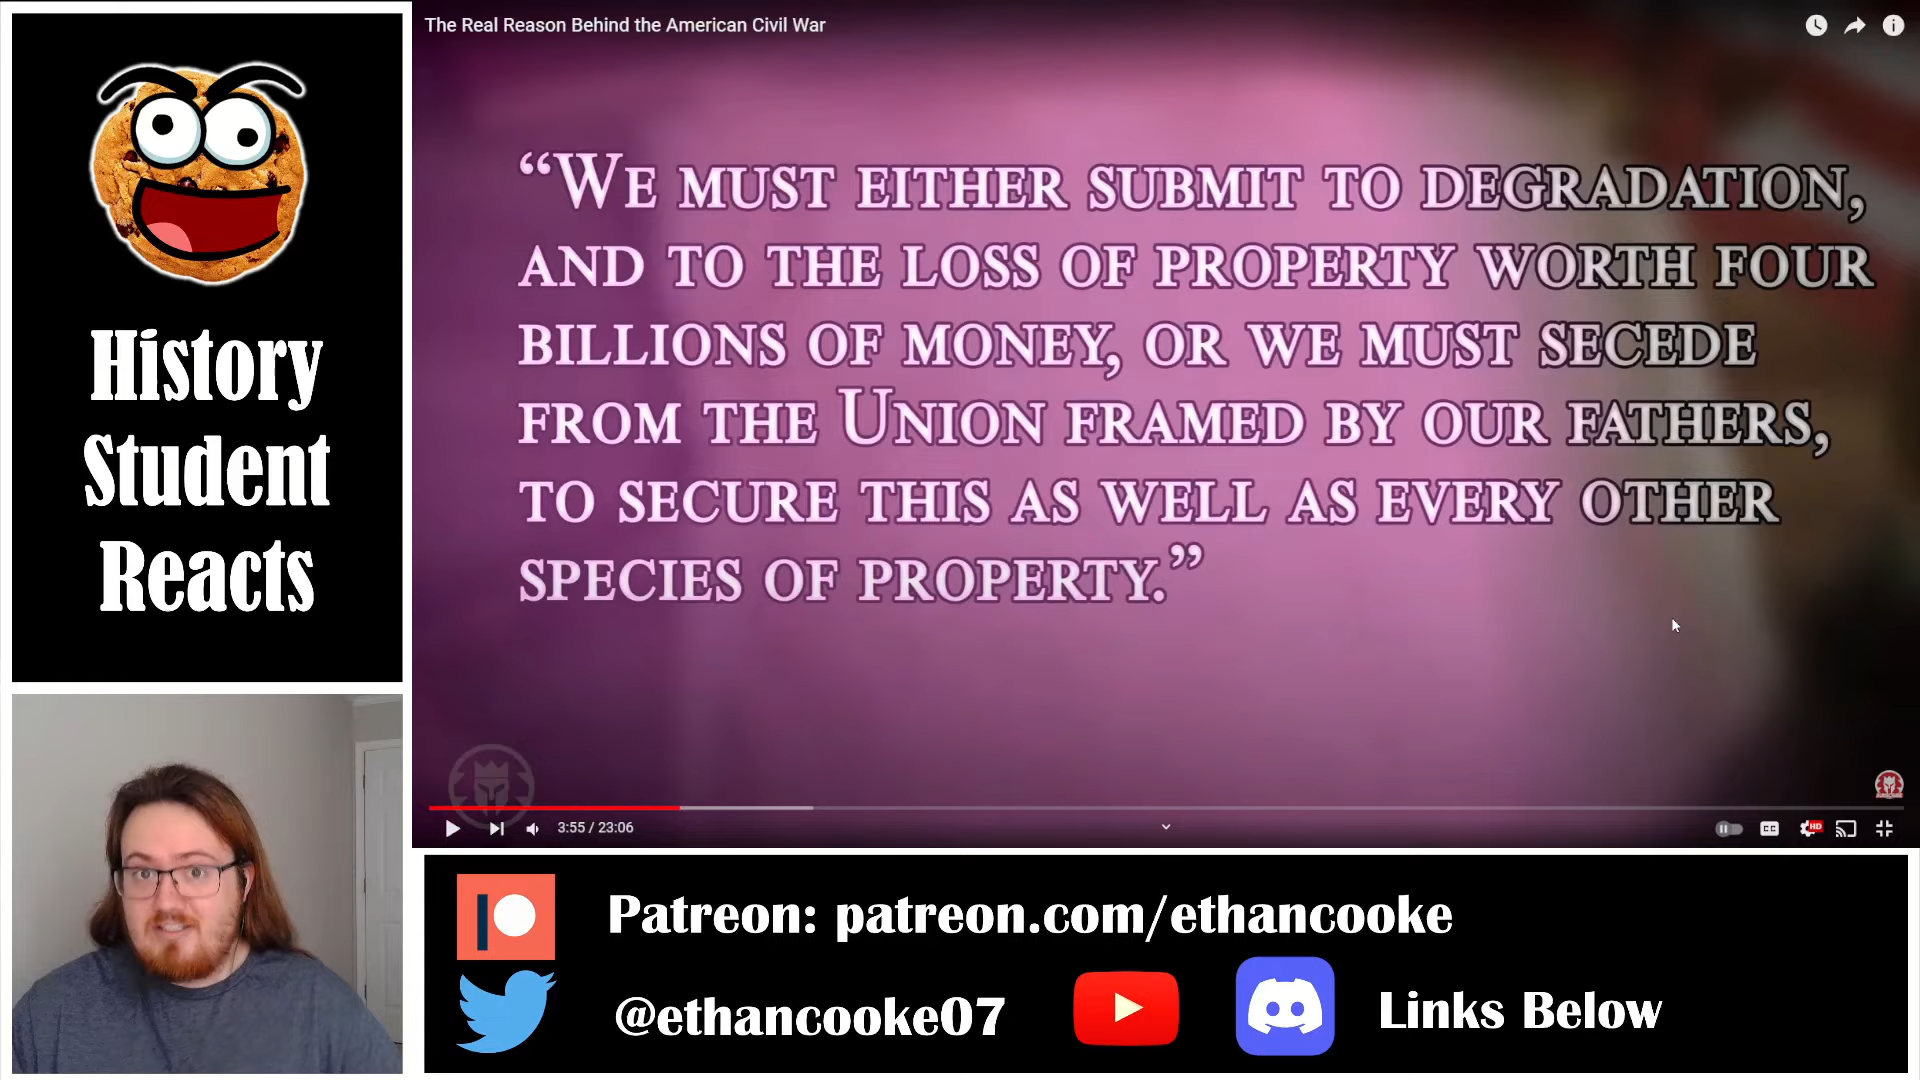 The Real Reason Behind the American Civil War
“We must either submit to degradation,
and to the loss of property worth four
billions of money, or we must secede
from the Union framed by our fathers,
to secure this as well as every other
species of property.”
3:55 / 23:06
CC
HD
History
Student
Reacts
Patreon: patreon.com/ethancooke
@ethancooke07
Links Below